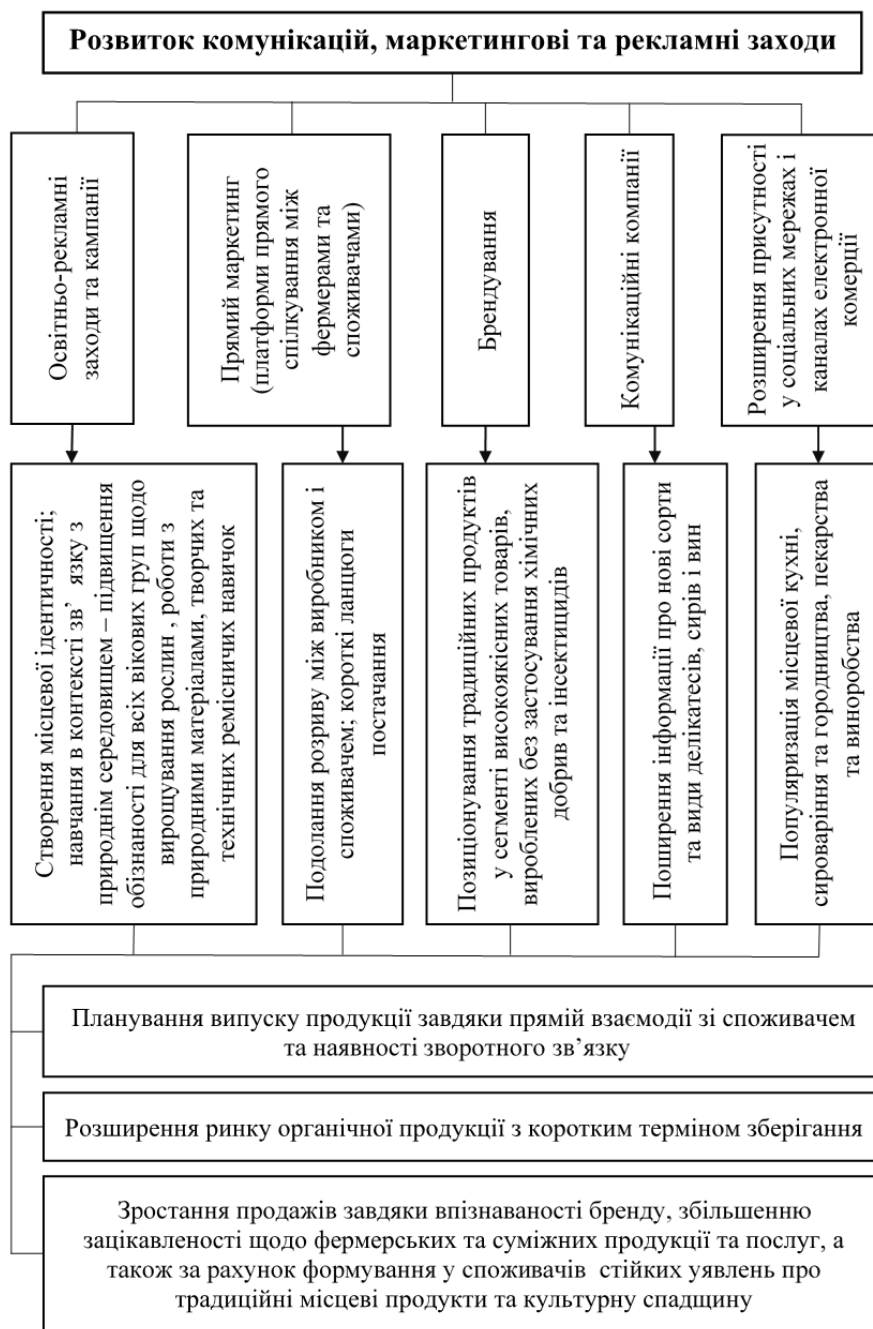 Розвиток комунікацій, маркетингові та рекламні заходи
Освітньо-рекламні
заходи та кампанії
Прямий маркетинг
(платформи прямого
спілкування між
фермерами та
споживачами)
Брендування
Комунікаційні компанії
Розширення присутності
у соціальних мережах і
каналах електронної
комерції
Створення місцевої ідентичності;
навчання в контексті зв’ язку з
природнім середовищем – підвищення
обізнаності для всіх вікових груп щодо
вирощування рослин , роботи з
природними матеріалами, творчих та
технічних ремісничих навичок
Подолання розриву між виробником і
споживачем; короткі ланцюги
постачання
Позиціонування традиційних продуктів
у сегменті високоякісних товарів,
вироблених без застосування хімічних
добрив та інсектицидів
Поширення інформації про нові сорти
та види делікатесів, сирів і вин
Популяризація місцевої кухні,
сироваріння та городництва, пекарства
та виноробства
Планування випуску продукції завдяки прямій взаємодії зі споживачем
та наявності зворотного зв’язку
Розширення ринку органічної продукції з коротким терміном зберігання
Зростання продажів завдяки впізнаваності бренду, збільшенню
зацікавленості щодо фермерських та суміжних продукції та послуг, а
також за рахунок формування у споживачів стійких уявлень про
традиційні місцеві продукти та культурну спадщину